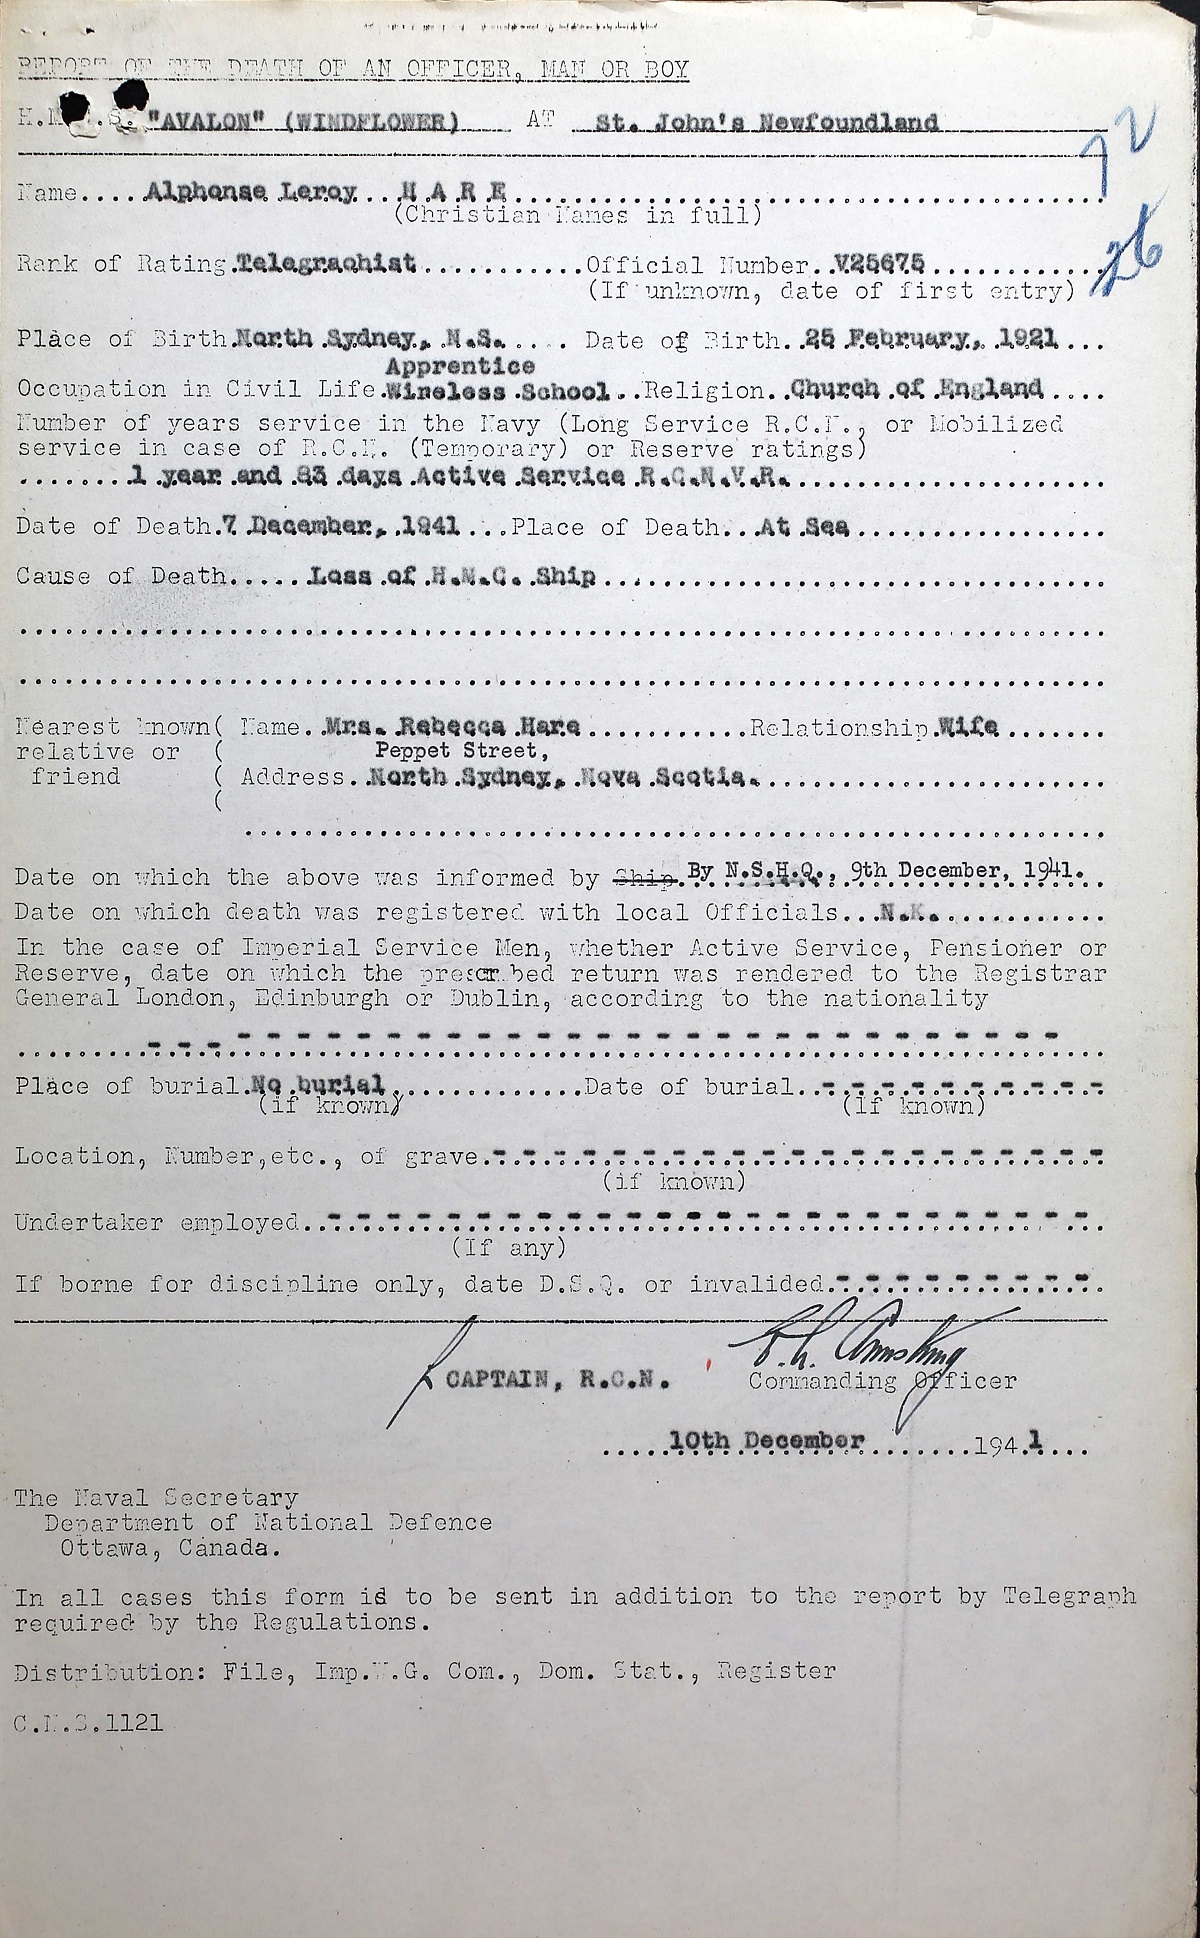 REPORT OF THE DEATH OF AN OFFICER, MAN OR BOY
H.M.C.S. "AVALON" (WINDFLOWER) AT St. John's Newfoundland
72
Name....Alphonse Leroy...H A R E
(Christian Names in full)
26
Rank of Rating.Telegraohist...........Official Number..V25675............
(If unknown, date of first entry)
Place of Birth.North Sydney, N.S..... Date of Birth..25 February, 1921...
Apprentice
Occupation in Civil Life.Wireless School..Religion..Church of England....
Number of years service in the Navy (Long Service R.C.N., or Mobilized
service in case of R.C.N. (Temporary) or Reserve ratings)
........1 year and 83 days Active Service R.C.N.V.R.....................
Date of Death.7 December, 1941...Place of Death...At Sea.................
Cause of Death.....Loss of H.M.C. Ship..................................
Nearest known( Name..Mrs. Rebecca Hare...........Relationship.Wife.......
relative or ( Peppet Street,
friend ( Address..North Sydney, Nova Scotia.......................
(
Date on which the above was informed by Ship.By N.S.H.Q., 9th December, 1941.
Date on which death was registered with local Officials...N.K............
In the case of Imperial Service Men, whether Active Service, Pensioner or
Reserve, date on which the prescribed return was rendered to the Registrar
General London, Edinburgh or Dublin, according to the nationality
- - - - - - - - - - - - - - - - - - - - - - - - - - - - - -
Place of burial.No burial.............Date of burial..- - - - - - - - - -
(if known) (If known)
Location, Number,etc., of grave.- - - - - - - - - - - - - - - - - - - - -
(if known)
Undertaker employed..- - - - - - - - - - - - - - - - - - - - - - - - - -
(If any)
If borne for discipline only, date D.S.Q. or invalided.- - - - - - - - -
CAPTAIN, R.C.N. Commanding Officer
.....10th December.......194.1....
The Naval Secretary
Department of National Defence
Ottawa, Canada.
In all cases this form is to be sent in addition to the report by Telegraph
required by the Regulations.
Distribution: File, Imp.W.G. Com., Dom. Stat., Register
C.N.S.1121